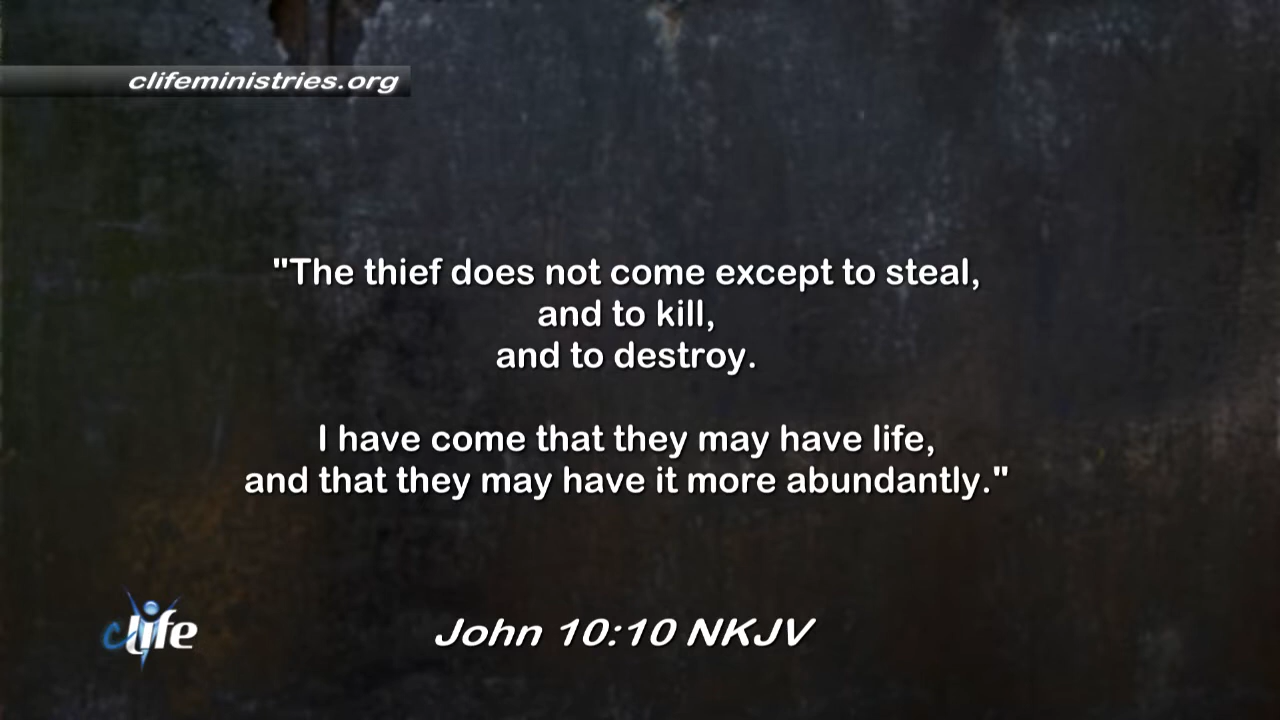 clifeministries.org
"The thief does not come except to steal,
and to kill,
and to destroy.
I have come that they may have life,
and that they may have it more abundantly."
cLife
John 10:10 NKJV